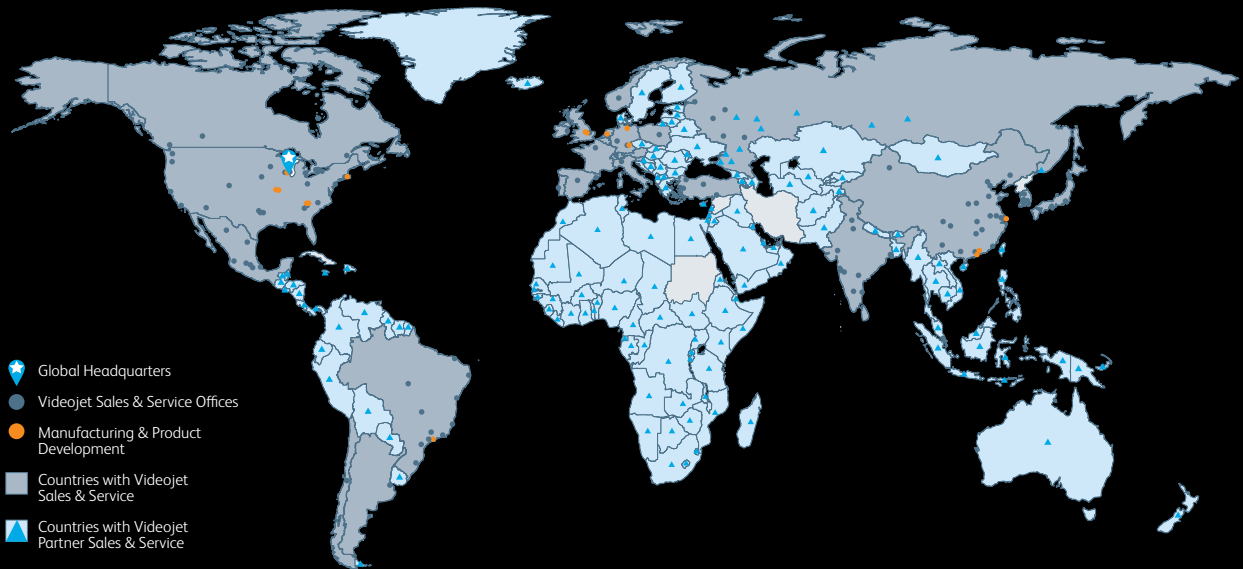 Global Headquarters
Videojet Sales & Service Offices
Manufacturing & Product
Development
Countries with Videojet
Sales & Service
Countries with Videojet
Partner Sales & Service